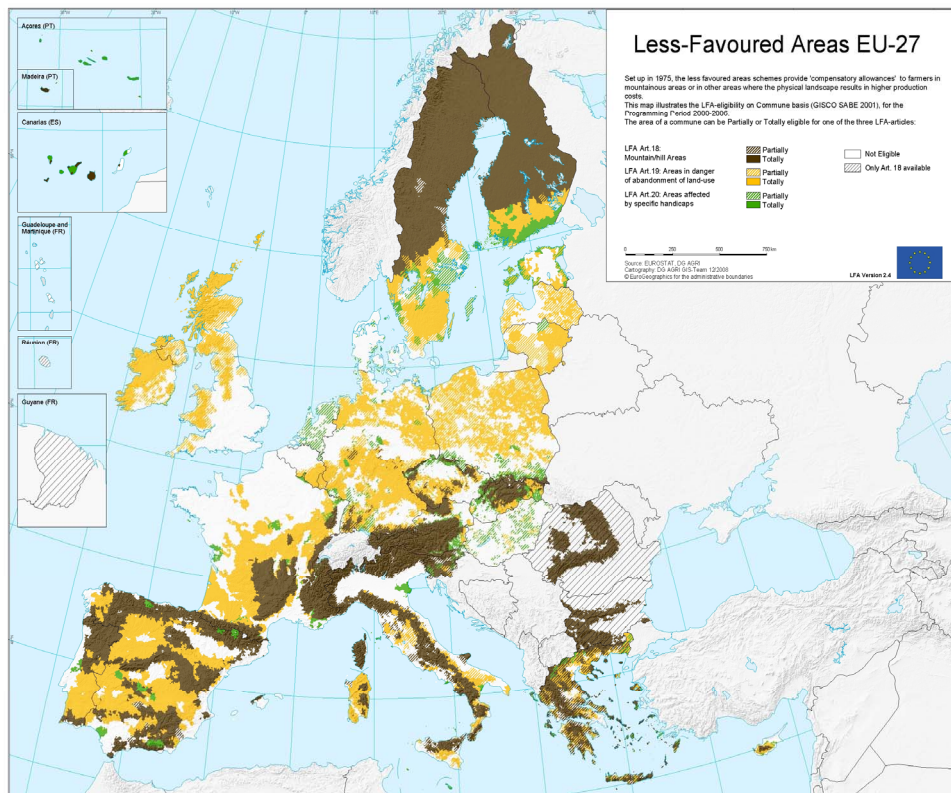 Less-Favoured Areas EU-27
Set up in 1975, the less favoured areas schemes provide 'compensatory allowances' to farmers in
mountainous areas or in other areas where the physical landscape results in higher production
costs.
This map illustrates the LFA-eligibility on Commune basis (GISCO SABE 2001), for the
Programming Period 2000-2006.
The area of a commune can be Partially or Totally eligible for one of the three LFA-articles:
LFA Art.18:
Mountain/hill Areas
Partially
Totally
LFA Art.19: Areas in danger
of abandonment of land-use
Partially
Totally
LFA Art.20: Areas affected
by specific handicaps
Partially
Totally
Not Eligible
Only Art. 18 available
0 125 250 500 750 km
Source: EUROSTAT, DG AGRI
Cartography: DG AGRI GIS-Team 12/2006
© EuroGeographics for the administrative boundaries
LFA Version 2.4
Açores (PT)
Madeira (PT)
Canarias (ES)
Guadeloupe and
Martinique (FR)
Réunion (FR)
Guyane (FR)